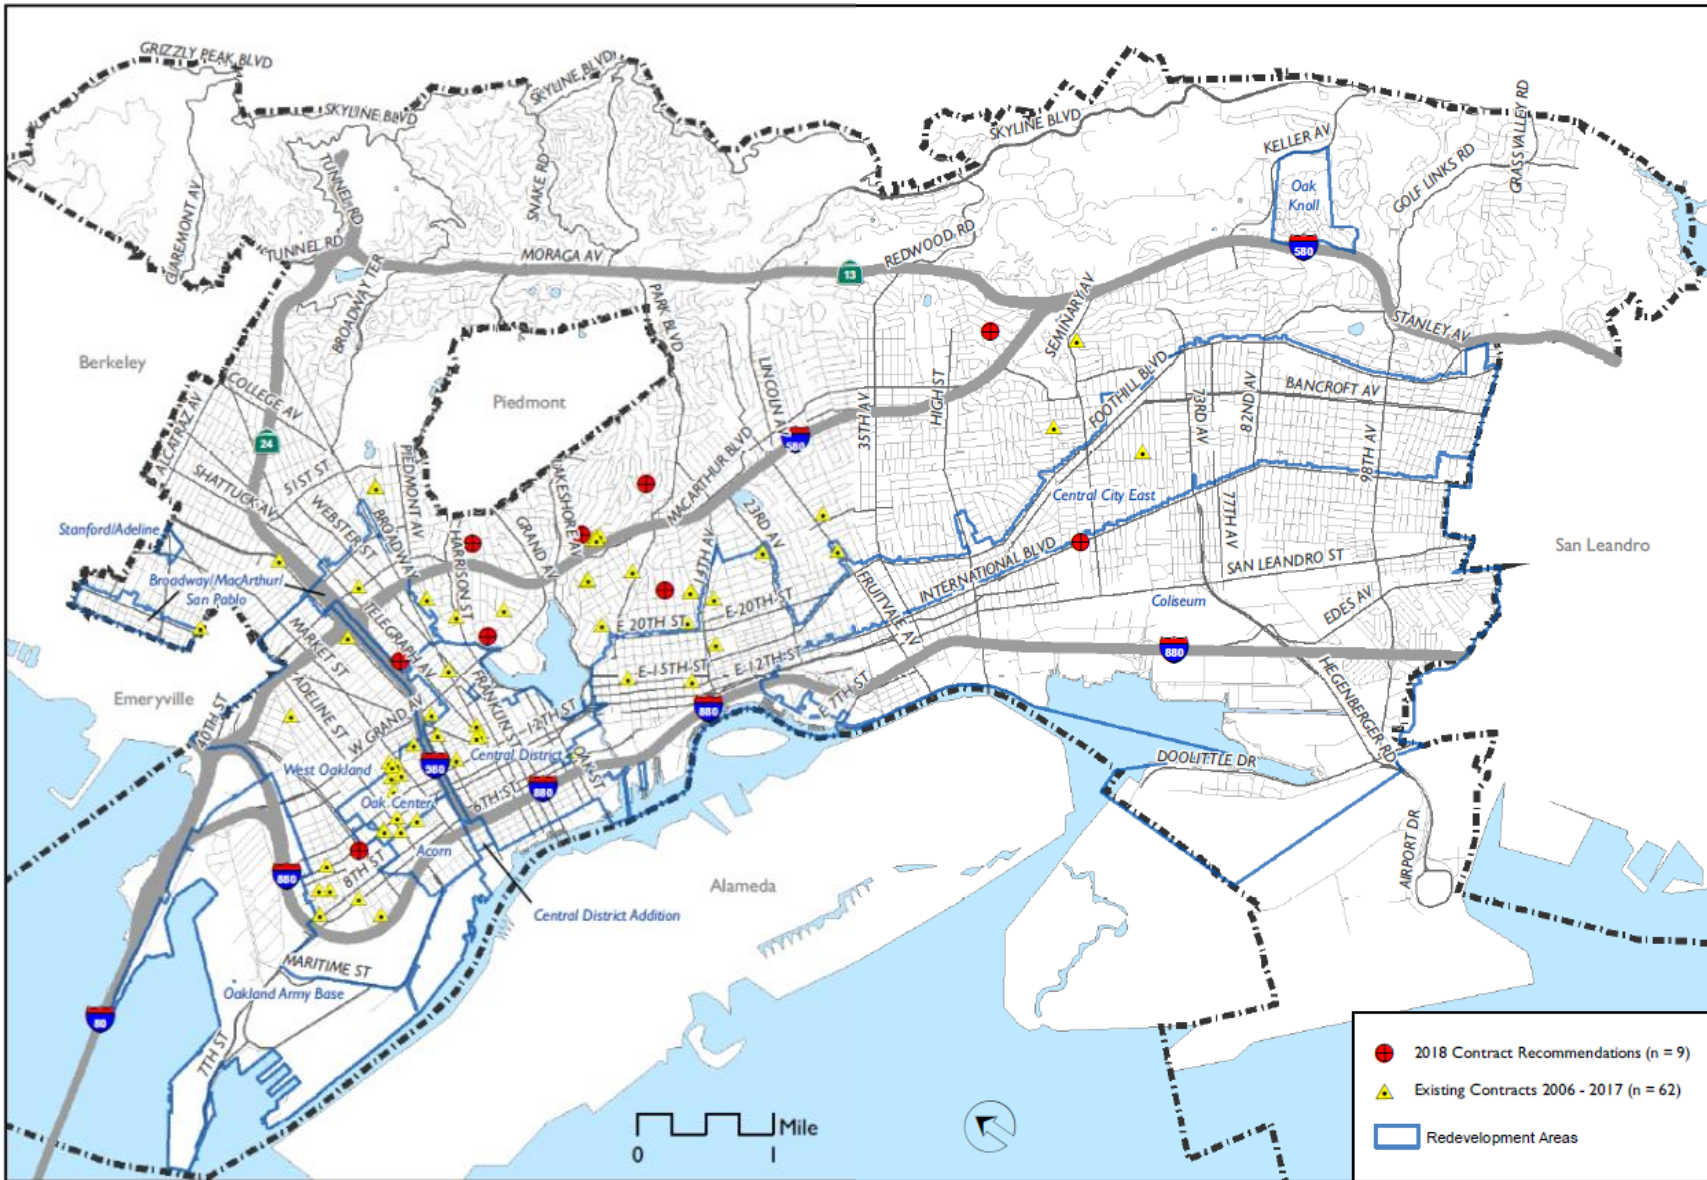 GRIZZLY PEAK BLVD
SKYLINE BLVD
SKYLINE BLVD
SKYLINE BLVD
GRASS VALLEY RD
KELLER AV
GOLF LINKS RD
Oak
Knoll
CLAREMONT AV
TUNNEL RD
TUNNEL RD
SNAKE RD
MORAGA AV
BROADWAY TER
13
REDWOOD RD
580
PARK BLVD
SEMINARY AV
STANLEY AV
Berkeley
Piedmont
LINCOLN AV
FOOTHILL BLVD
BANCROFT AV
COLLEGE AV
ALCATRAZ AV
24
580
35TH AV
HIGH ST
73RD AV
82ND AV
98TH AV
SHATTUCK AV
51ST ST
WEBSTER ST
PIEDMONT AV
BROADWAY
HARRISON ST
GRAND AV
LAKESHORE AV
MACARTHUR BLVD
23RD AV
14TH AV
Central City East
77TH AV
Stanford/Adeline
Broadway/MacArthur/
San Pablo
San Leandro
INTERNATIONAL BLVD
SAN LEANDRO ST
FRUITVALE AV
Coliseum
EDES AV
TELEGRAPH AV
MARKET ST
E 20TH ST
E-20TH ST
E-15TH ST
E-12TH ST
880
HEGENBERGER RD
Emeryville
40TH ST
ADELINE ST
W GRAND AV
FRANKLIN ST
12TH ST
E 7TH ST
880
Central District
OAK ST
West Oakland
980
DOOLITTLE DR
Oak Center
6TH ST
880
AIRPORT DR
Acorn
880
8TH ST
Alameda
Central District Addition
MARITIME ST
Oakland Army Base
80
7TH ST
Mile
0
1
2018 Contract Recommendations (n = 9)
Existing Contracts 2006 - 2017 (n = 62)
Redevelopment Areas